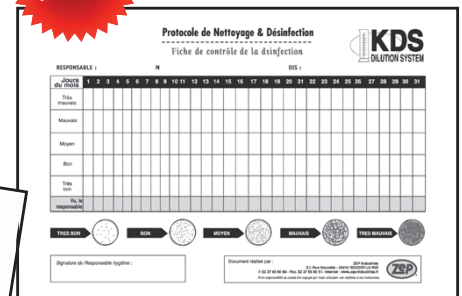 Protocole de Nettoyage & Désinfection
Fiche de contrôle de la dsinfection
KDS
DILUTION SYSTEM
RESPONSABLE : M OIS :
Jours du mois 1 2 3 4 5 6 7 8 9 10 11 12 13 14 15 16 17 18 19 20 21 22 23 24 25 26 27 28 29 30 31
Très mauvais
Mauvais
Moyen
Bon
Très bon
Vu, le responsable
TRES BON BON MOYEN MAUVAIS TRES MAUVAIS
Signature du Responsable hygiène :
Document réalisé par :
ZEP Industries
zep